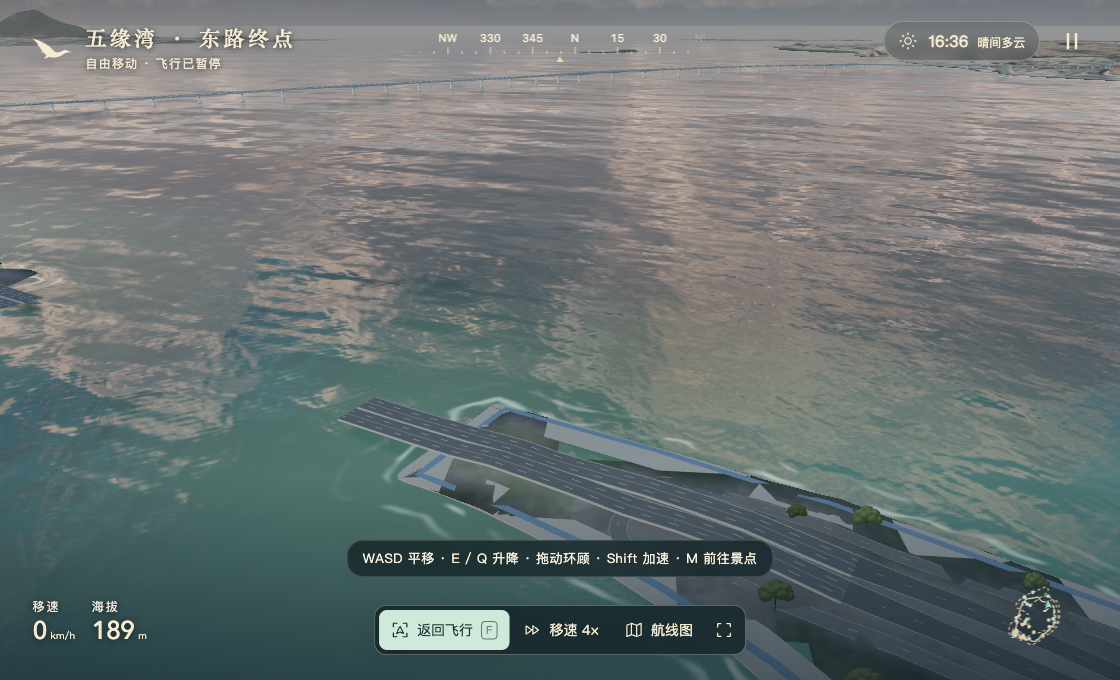 五缘湾 · 东路终点
自由移动 · 飞行已暂停
NW 330 345 N 15 30
16:36 晴间多云
WASD 平移 · E / Q 升降 · 拖动环顾 · Shift 加速 · M 前往景点
移速 海拔
0 km/h 189 m
返回飞行 F 移速 4x 航线图